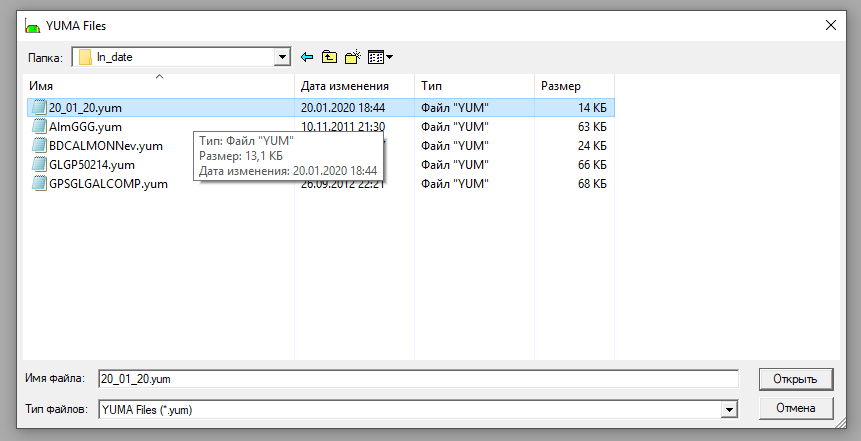 YUMA Files
Папка: In_date
Имя Дата изменения Тип Размер
20_01_20.yum 20.01.2020 18:44 Файл "YUM" 14 КБ
AlmGGG.yum 10.11.2011 21:30 Файл "YUM" 63 КБ
BDCALMONNev.yum Файл "YUM" 24 КБ
GLGP50214.yum Файл "YUM" 66 КБ
GPSGLGALCOMP.yum 26.09.2012 22:21 Файл "YUM" 68 КБ
Тип: Файл "YUM"
Размер: 13,1 КБ
Дата изменения: 20.01.2020 18:44
Имя файла: 20_01_20.yum Открыть
Тип файлов: YUMA Files (*.yum) Отмена